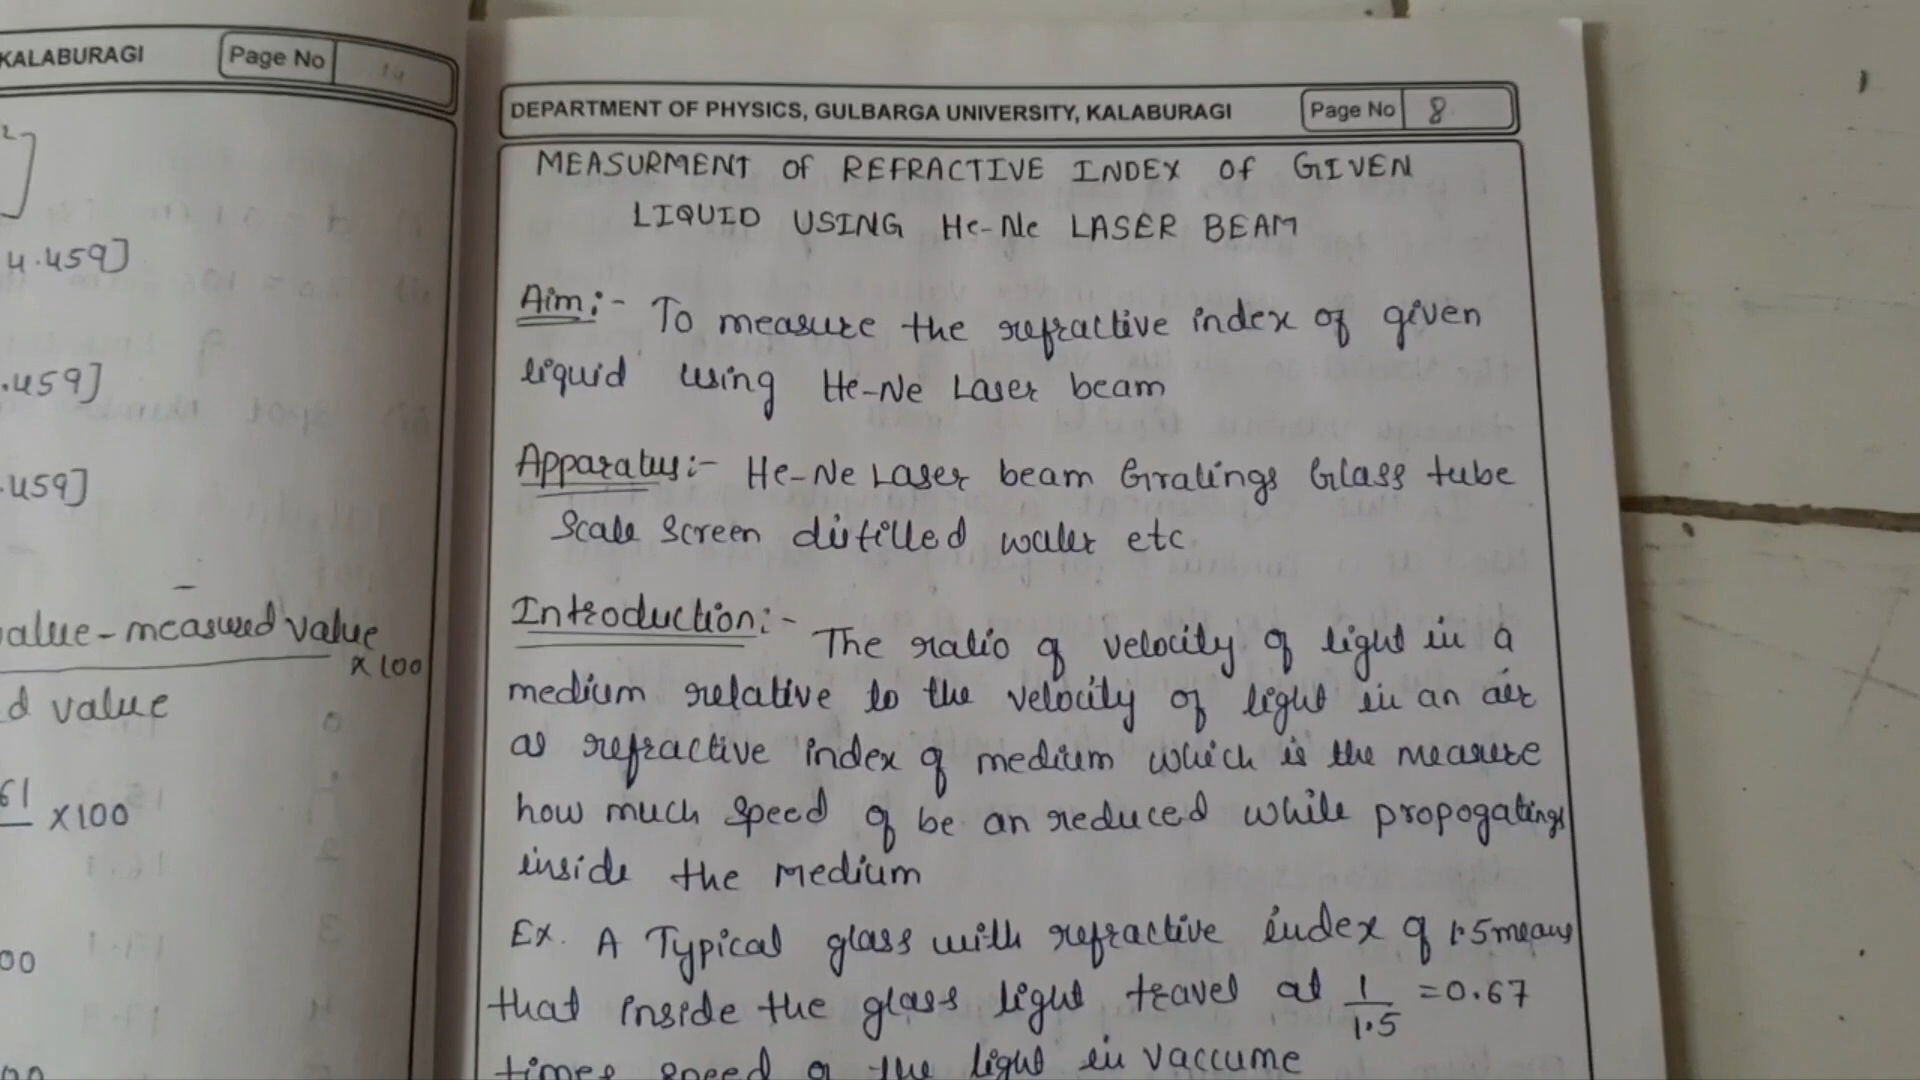 KALABURAGI Page No 14
2]
4.459]
.459]
.459]
value - measured value
x 100
d value
61 x 100
00
00
DEPARTMENT OF PHYSICS, GULBARGA UNIVERSITY, KALABURAGI Page No 8
MEASURMENT Of REFRACTIVE INDEX Of GIVEN
LIQUID USING He-Ne LASER BEAM
Aim:- To measure the refractive index of given
liquid using He-Ne Laser beam
Apparatus:- He-Ne Laser beam Gratings Glass tube
Scale Screen distilled water etc
Introduction:- The ratio of velocity of light in a
medium relative to the velocity of light in an air
as refractive index of medium which is the measure
how much speed of be an reduced while propogatings
inside the medium
Ex. A Typical glass with refractive index of 1.5 means
that inside the glass light travel at 1/1.5 = 0.67
times speed of the light in vaccume